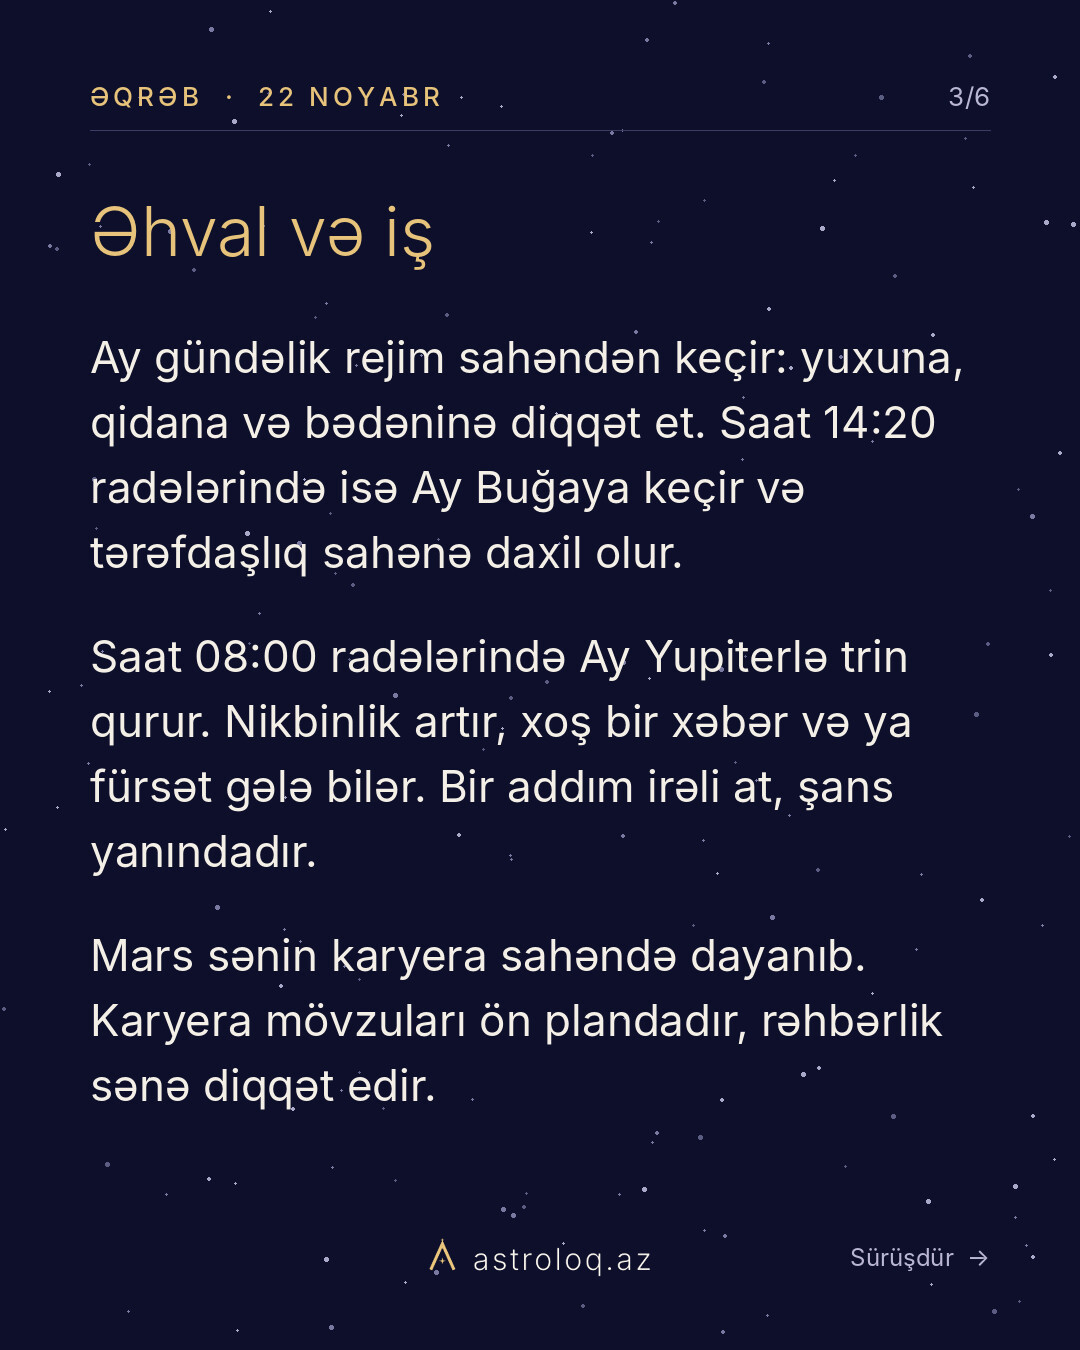 ƏQRƏB · 22 NOYABR
3/6
Əhval və iş
Ay gündəlik rejim sahəndən keçir: yuxuna,
qidana və bədəninə diqqət et. Saat 14:20
radələrində isə Ay Buğaya keçir və
tərəfdaşlıq sahənə daxil olur.
Saat 08:00 radələrində Ay Yupiterlə trin
qurur. Nikbinlik artır, xoş bir xəbər və ya
fürsət gələ bilər. Bir addım irəli at, şans
yanındadır.
Mars sənin karyera sahəndə dayanıb.
Karyera mövzuları ön plandadır, rəhbərlik
sənə diqqət edir.
astroloq.az
Sürüşdür →